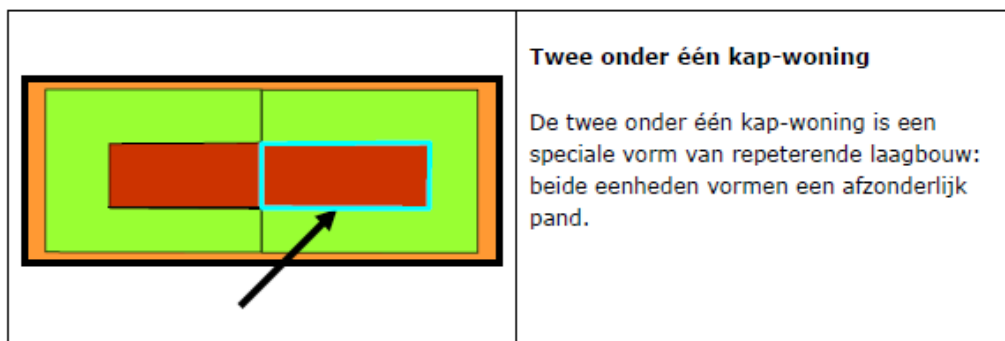 Twee onder één kap-woning
De twee onder één kap-woning is een
speciale vorm van repeterende laagbouw:
beide eenheden vormen een afzonderlijk
pand.